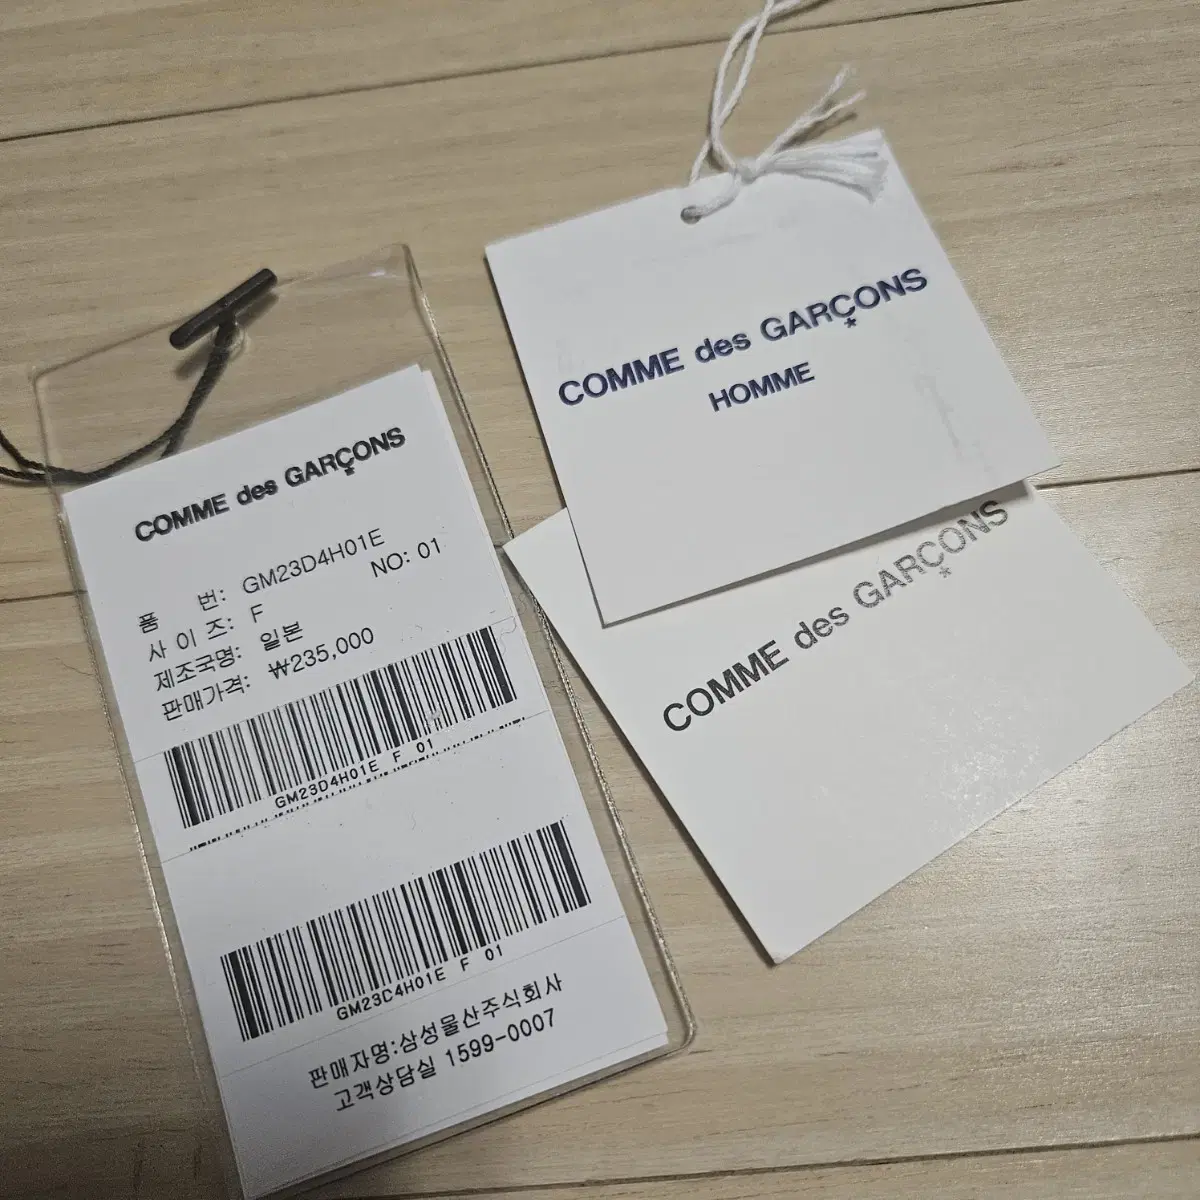 COMME des GARÇONS
품 번: GM23D4H01E
NO: 01
사 이 즈: F
제조국명: 일본
판매가격: ₩235,000
GM23D4H01E F 01
GM23D4H01E F 01
판매자명:삼성물산주식회사
고객상담실 1599-0007
COMME des GARÇONS
HOMME
COMME des GARÇONS